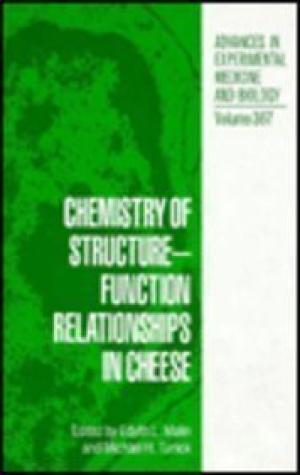 ADVANCES IN
EXPERIMENTAL
MEDICINE
AND BIOLOGY
Volume 367
CHEMISTRY OF
STRUCTURE—
FUNCTION
RELATIONSHIPS
IN CHEESE
Edited by Edyth L. Malin
and Michael H. Tunick